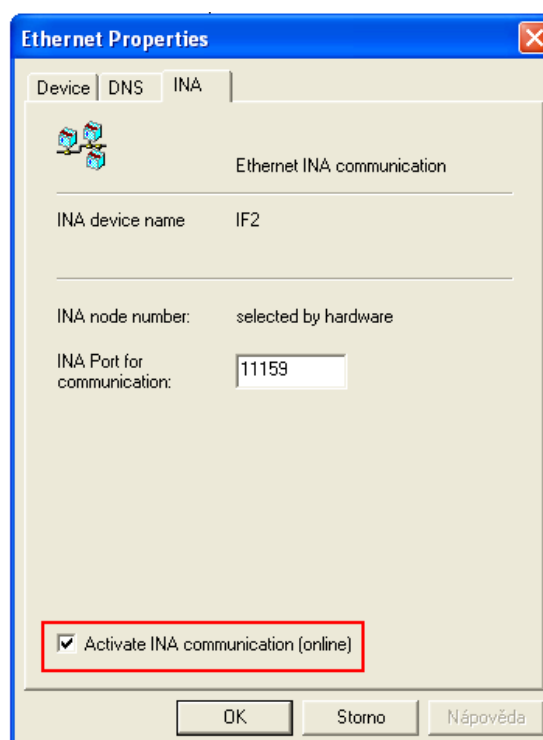 Ethernet Properties
Device DNS INA
Ethernet INA communication
INA device name IF2
INA node number: selected by hardware
INA Port for
communication: 11159
Activate INA communication (online)
OK Storno Nápověda